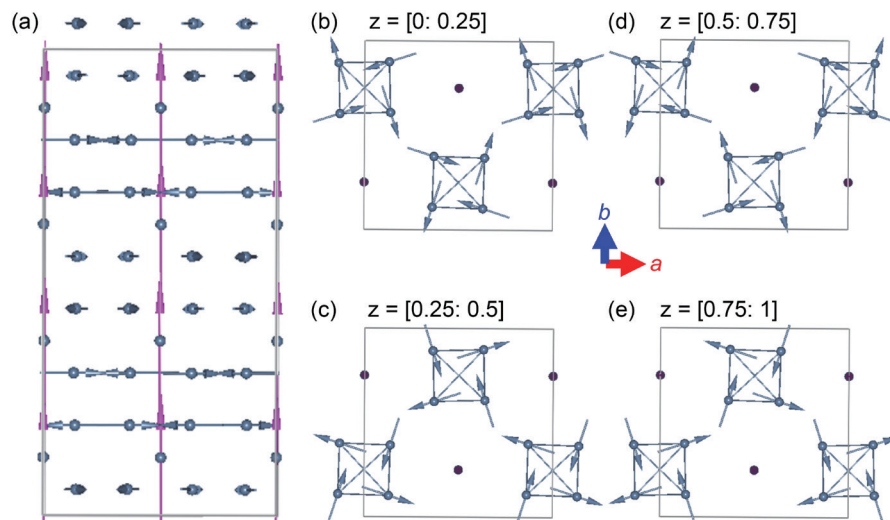 (a)
(b) z = [0: 0.25]
(d) z = [0.5: 0.75]
b
a
(c) z = [0.25: 0.5]
(e) z = [0.75: 1]